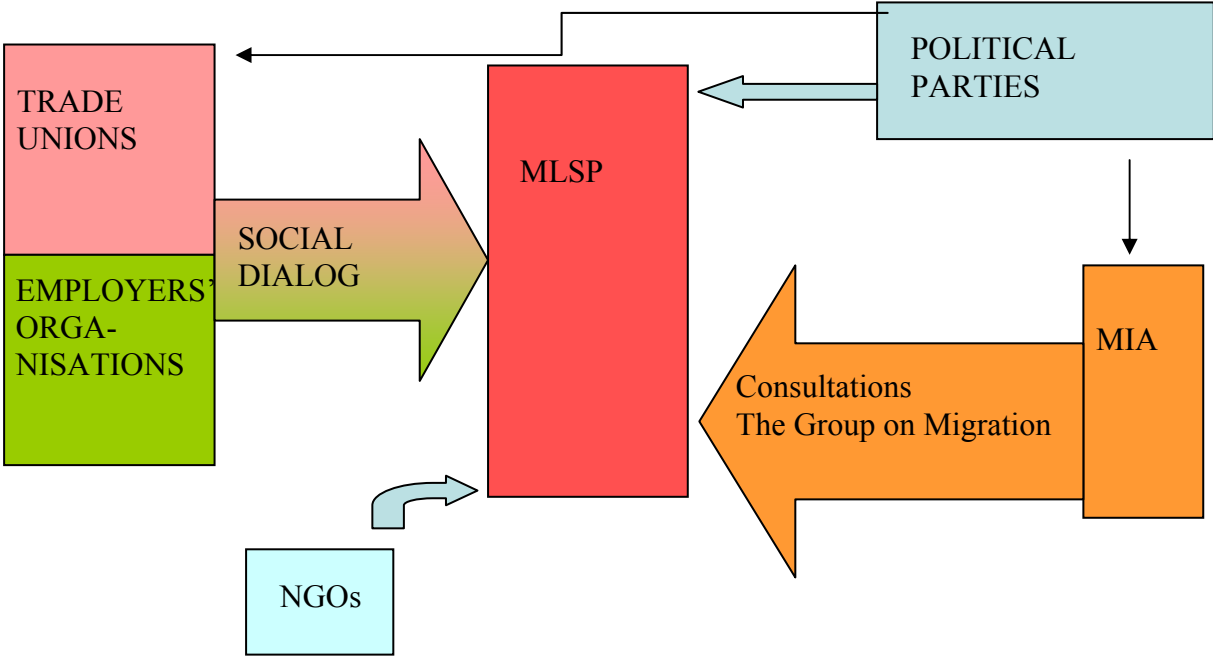 TRADE
UNIONS
EMPLOYERS'
ORGA-
NISATIONS
SOCIAL
DIALOG
MLSP
POLITICAL
PARTIES
MIA
Consultations
The Group on Migration
NGOs